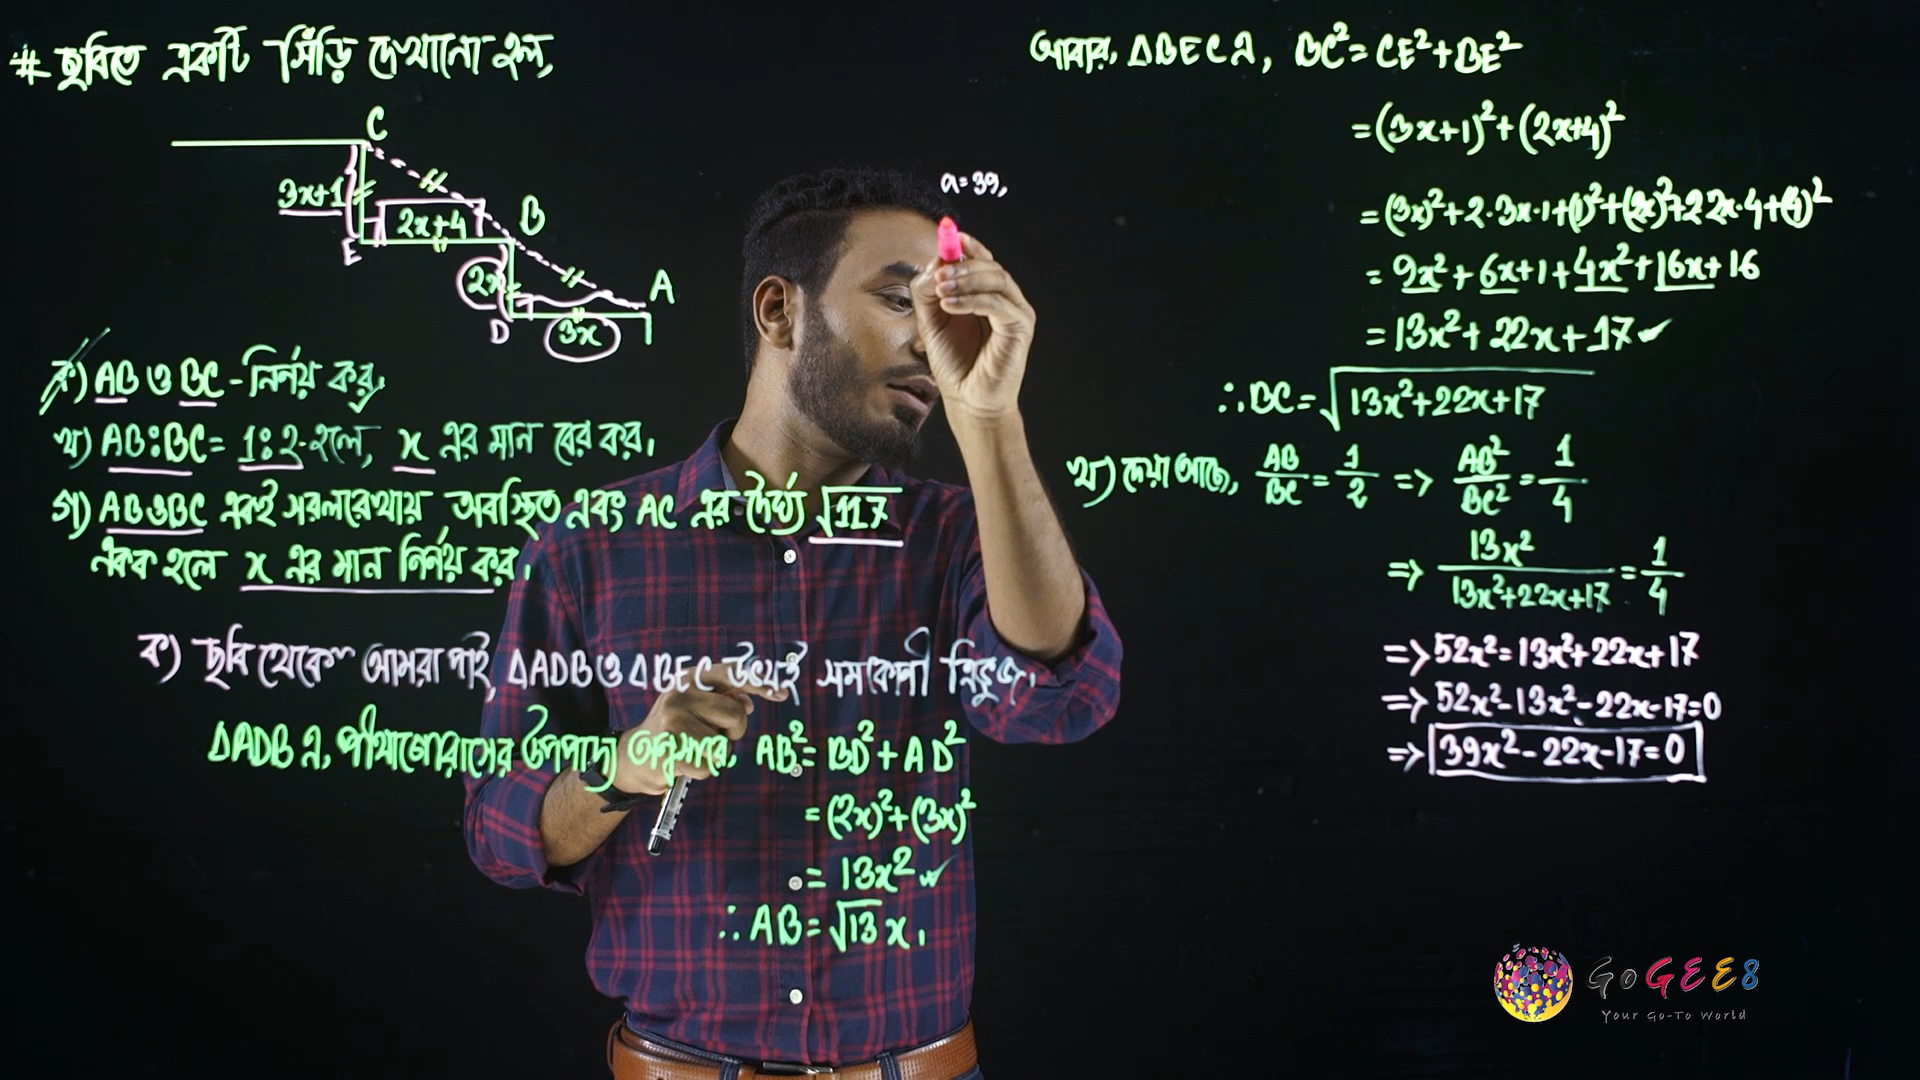 # ছবিতে একটি সিঁড়ি দেখানো হল,
C
3x+1
2x+4
B
E
2x
A
D
3x
ক) AB ও BC - নির্ণয় কর,
খ) AB:BC = 1:2 হলে, x এর মান বের কর।
গ) AB ও BC একই সরলরেখায় অবস্থিত এবং AC এর দৈর্ঘ্য √117
একক হলে x এর মান নির্ণয় কর।
ক) ছবি থেকে আমরা পাই, ΔADB ও ΔBEC উভয়ই সমকোণী ত্রিভুজ।
ΔADB এ, পীথাগোরাসের উপপাদ্য অনুসারে, AB² = BD² + AD²
= (2x)² + (3x)²
= 13x² ✓
∴ AB = √13 x,
a = 39,
আবার, ΔBEC এ, BC² = CE² + BE²
= (3x+1)² + (2x+4)²
= (3x)² + 2·3x·1 + (1)² + (2x)² + 2·2x·4 + (4)²
= 9x² + 6x + 1 + 4x² + 16x + 16
= 13x² + 22x + 17 ✓
∴ BC = √13x² + 22x + 17
খ) দেয়া আছে, AB/BC = 1/2 => AB²/BC² = 1/4
=> 13x²/13x²+22x+17 = 1/4
=> 52x² = 13x² + 22x + 17
=> 52x² - 13x² - 22x - 17 = 0
=> 39x² - 22x - 17 = 0
GoGEE8
Your Go-To World